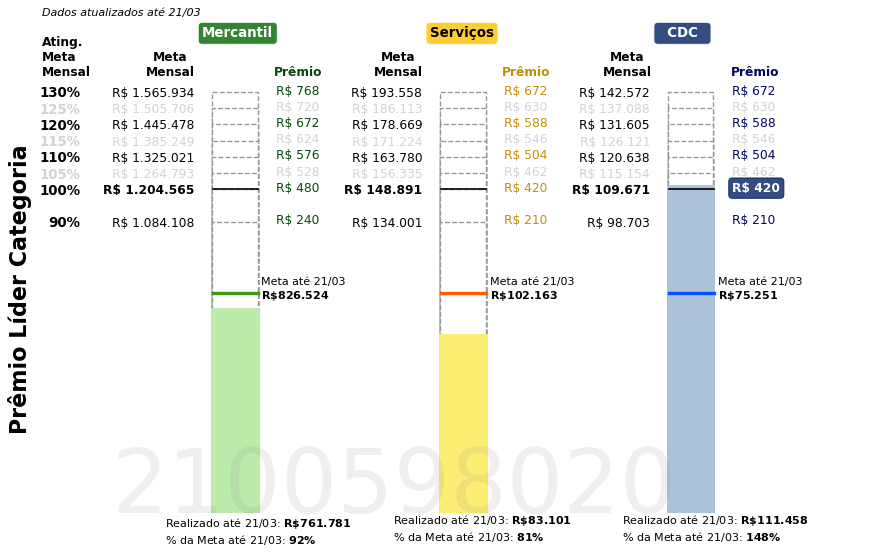 Dados atualizados até 21/03
Prêmio Líder Categoria
Mercantil Serviços CDC
Ating. Meta Mensal
Meta Mensal Prêmio Meta Mensal Prêmio Meta Mensal Prêmio
130% R$ 1.565.934 R$ 768 R$ 193.558 R$ 672 R$ 142.572 R$ 672
125% R$ 1.505.706 R$ 720 R$ 186.113 R$ 630 R$ 137.088 R$ 630
120% R$ 1.445.478 R$ 672 R$ 178.669 R$ 588 R$ 131.605 R$ 588
115% R$ 1.385.249 R$ 624 R$ 171.224 R$ 546 R$ 126.121 R$ 546
110% R$ 1.325.021 R$ 576 R$ 163.780 R$ 504 R$ 120.638 R$ 504
105% R$ 1.264.793 R$ 528 R$ 156.335 R$ 462 R$ 115.154 R$ 462
100% R$ 1.204.565 R$ 480 R$ 148.891 R$ 420 R$ 109.671 R$ 420
90% R$ 1.084.108 R$ 240 R$ 134.001 R$ 210 R$ 98.703 R$ 210
Meta até 21/03 Meta até 21/03 Meta até 21/03
R$826.524 R$102.163 R$75.251
2100598020
Realizado até 21/03: R$761.781 Realizado até 21/03: R$83.101 Realizado até 21/03: R$111.458
% da Meta até 21/03: 92% % da Meta até 21/03: 81% % da Meta até 21/03: 148%